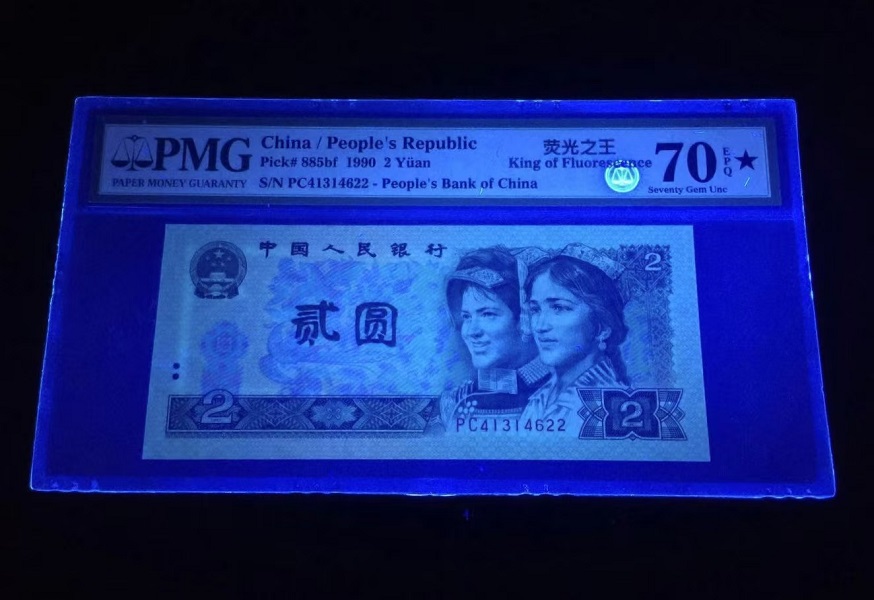 PMG
PAPER MONEY GUARANTY
China / People's Republic
Pick# 885bf 1990 2 Yüan
S/N PC41314622 - People's Bank of China
荧光之王
King of Fluorescence
70
EPQ ★
Seventy Gem Unc
中国人民银行
2
贰圆
2
2
PC41314622